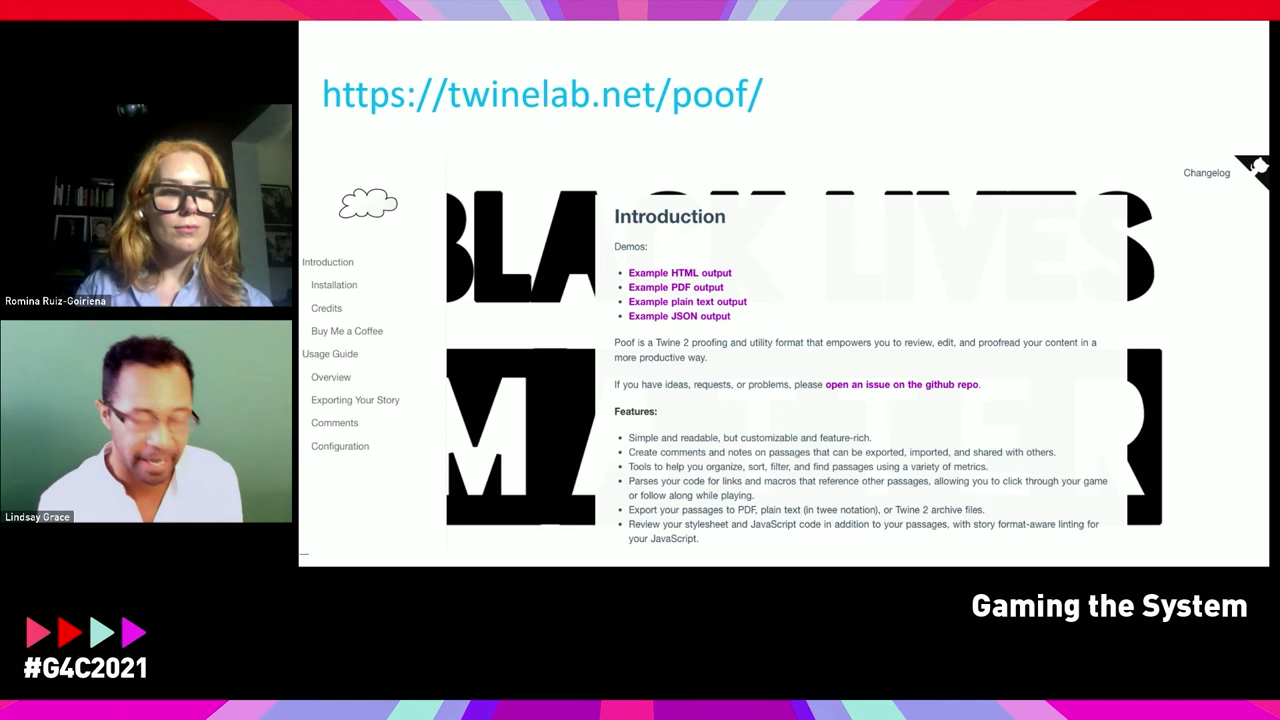 https://twinelab.net/poof/
Changelog
BLACK LIVES
MATTER
Introduction
Installation
Credits
Buy Me a Coffee
Usage Guide
Overview
Exporting Your Story
Comments
Configuration
Introduction
Demos:
Example HTML output
Example PDF output
Example plain text output
Example JSON output
Poof is a Twine 2 proofing and utility format that empowers you to review, edit, and proofread your content in a
more productive way.
If you have ideas, requests, or problems, please open an issue on the github repo.
Features:
Simple and readable, but customizable and feature-rich.
Create comments and notes on passages that can be exported, imported, and shared with others.
Tools to help you organize, sort, filter, and find passages using a variety of metrics.
Parses your code for links and macros that reference other passages, allowing you to click through your game
or follow along while playing.
Export your passages to PDF, plain text (in twee notation), or Twine 2 archive files.
Review your stylesheet and JavaScript code in addition to your passages, with story format-aware linting for
your JavaScript.
Romina Ruiz-Goiriena
Lindsay Grace
Gaming the System
#G4C2021